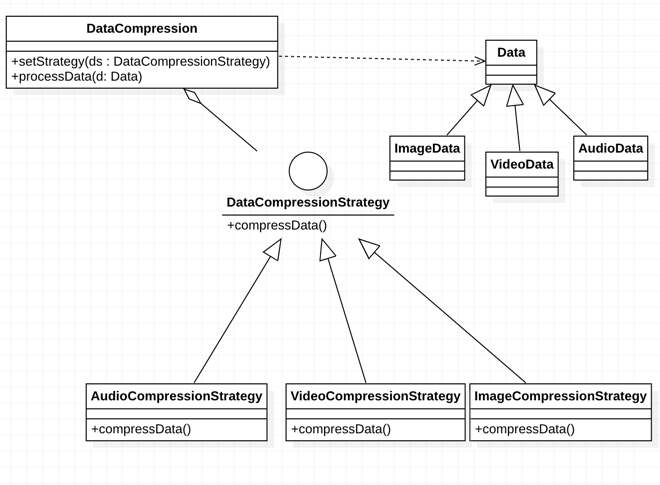 DataCompression
+setStrategy(ds : DataCompressionStrategy)
+processData(d: Data)
Data
ImageData
VideoData
AudioData
DataCompressionStrategy
+compressData()
AudioCompressionStrategy
+compressData()
VideoCompressionStrategy
+compressData()
ImageCompressionStrategy
+compressData()